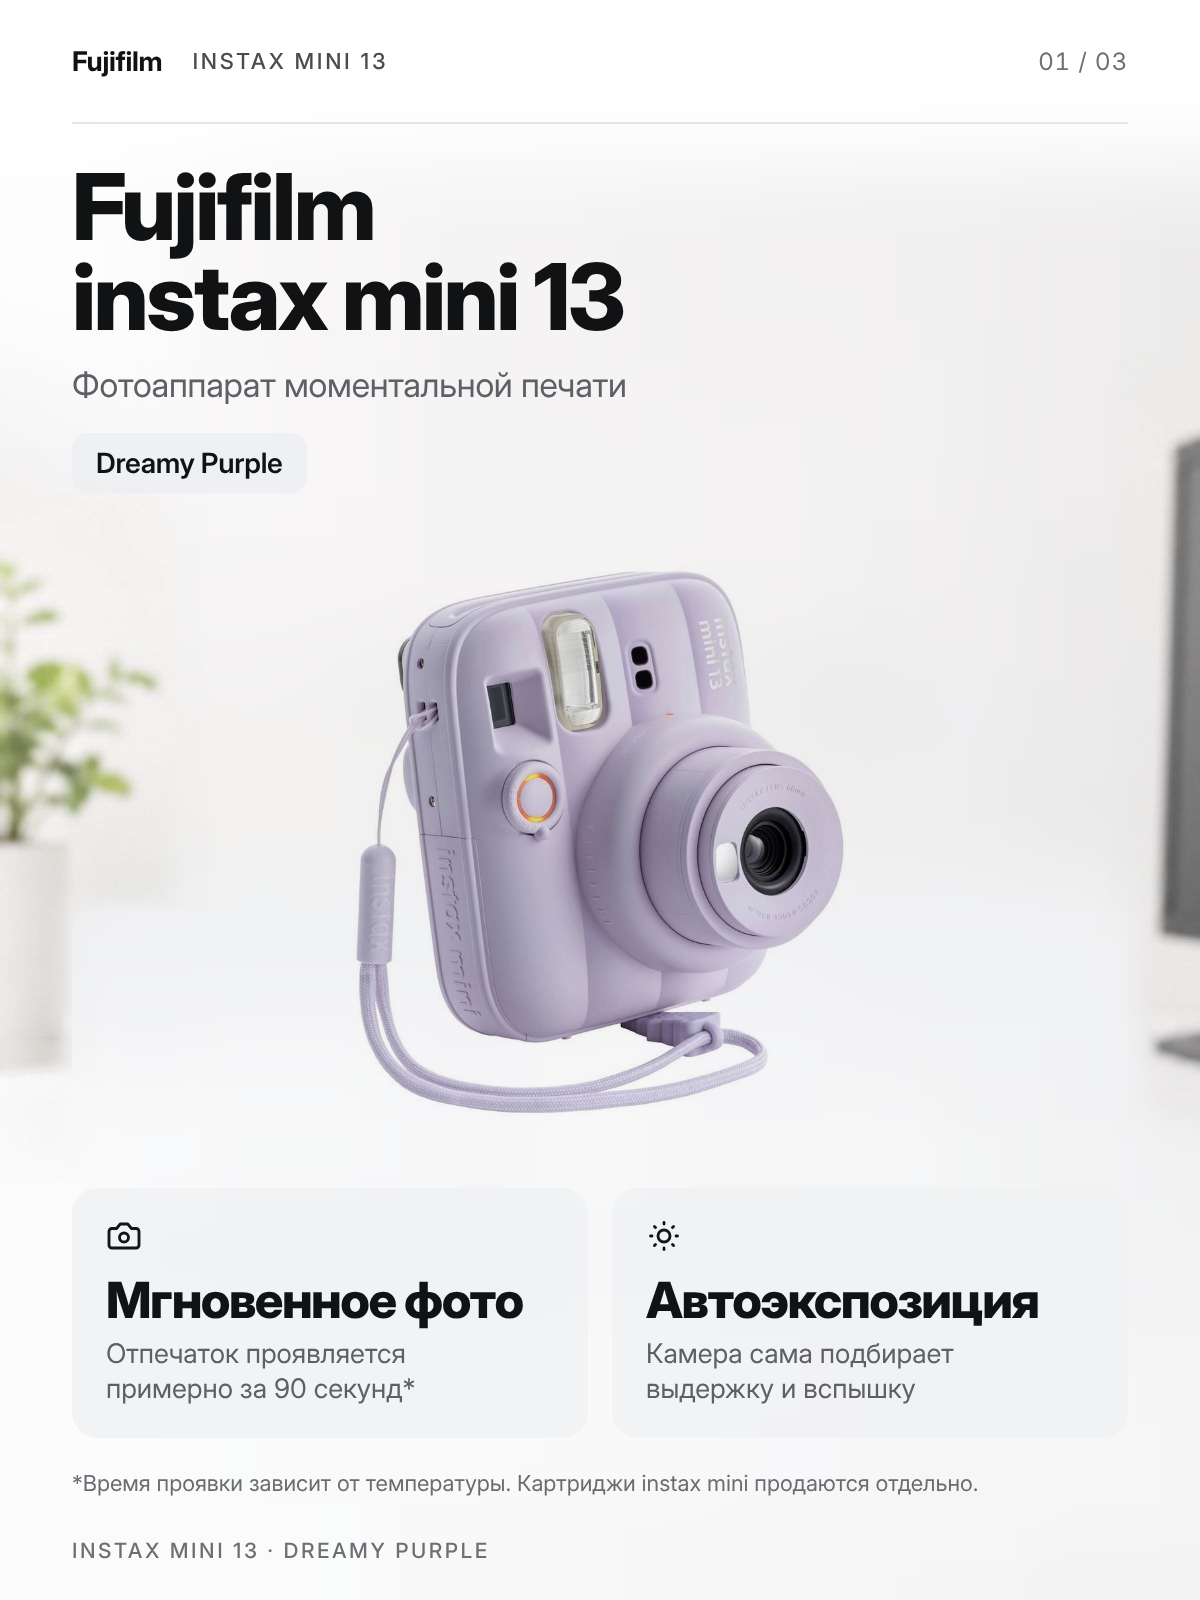 Fujifilm INSTAX MINI 13 01 / 03
Fujifilm
instax mini 13
Фотоаппарат моментальной печати
Dreamy Purple
instax
mini 13
instax mini
instax
Мгновенное фото
Отпечаток проявляется
примерно за 90 секунд*
Автоэкспозиция
Камера сама подбирает
выдержку и вспышку
*Время проявки зависит от температуры. Картриджи instax mini продаются отдельно.
INSTAX MINI 13 · DREAMY PURPLE